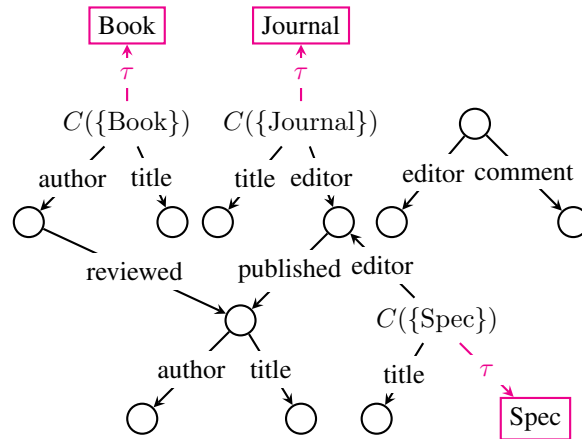 Book Journal
τ τ
C({Book}) C({Journal})
author title title editor editor comment
reviewed published editor
C({Spec})
author title title τ
Spec